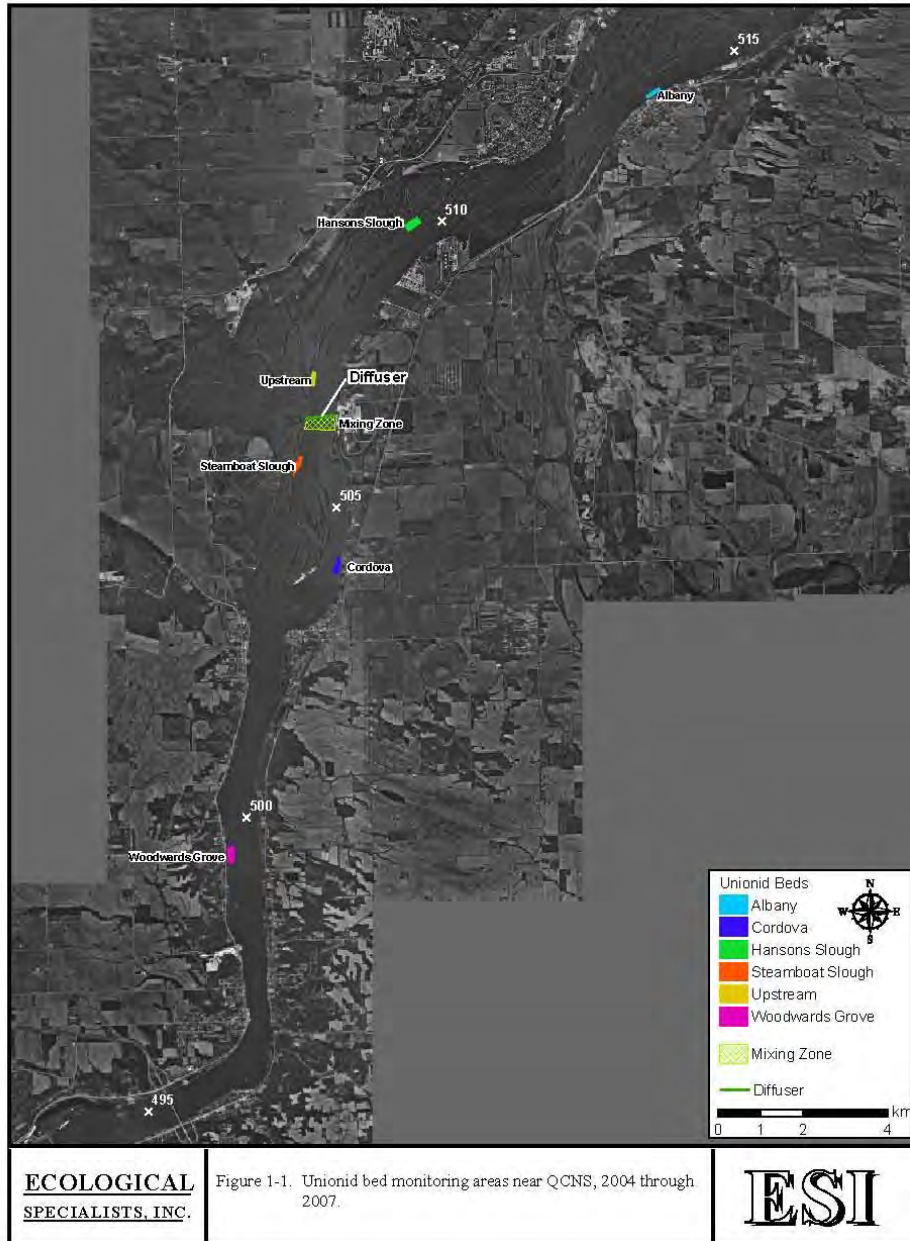 515
Albany
510
Hansons Slough
Upstream
Diffuser
Mixing Zone
Steamboat Slough
505
Cordova
500
Woodwards Grove
495
Unionid Beds
Albany
Cordova
Hansons Slough
Steamboat Slough
Upstream
Woodwards Grove
Mixing Zone
Diffuser
N
W E
S
km
0 1 2 4
ECOLOGICAL
SPECIALISTS, INC.
Figure 1-1. Unionid bed monitoring areas near QCNS, 2004 through
2007.
ESI